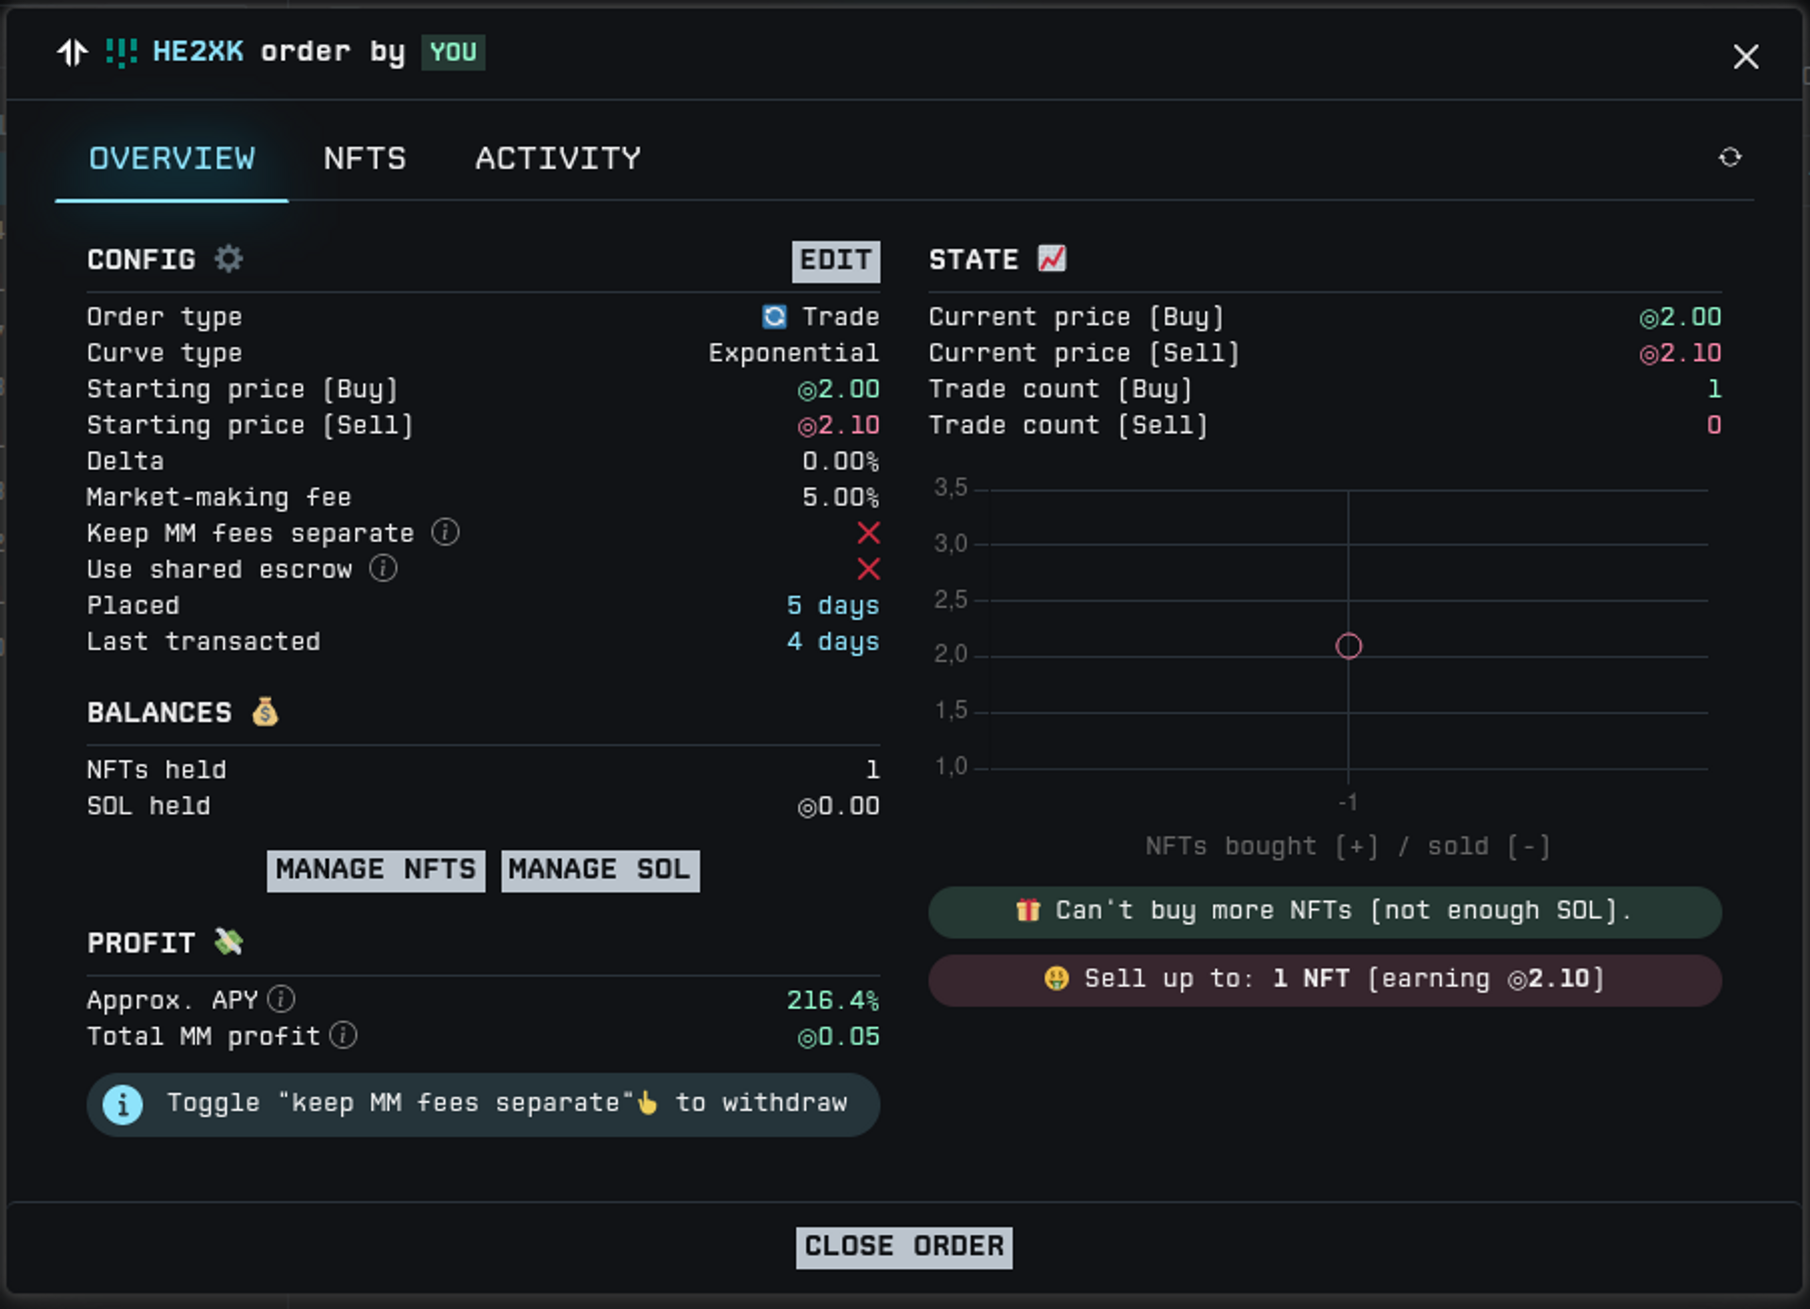 HE2XK order by YOU
OVERVIEW NFTS ACTIVITY
CONFIG EDIT
Order type Trade
Curve type Exponential
Starting price (Buy) ◎2.00
Starting price (Sell) ◎2.10
Delta 0.00%
Market-making fee 5.00%
Keep MM fees separate
Use shared escrow
Placed 5 days
Last transacted 4 days
BALANCES
NFTs held 1
SOL held ◎0.00
MANAGE NFTS MANAGE SOL
PROFIT
Approx. APY 216.4%
Total MM profit ◎0.05
Toggle "keep MM fees separate"👆 to withdraw
STATE
Current price (Buy) ◎2.00
Current price (Sell) ◎2.10
Trade count (Buy) 1
Trade count (Sell) 0
3,5
3,0
2,5
2,0
1,5
1,0
-1
NFTs bought (+) / sold (-)
Can't buy more NFTs (not enough SOL).
Sell up to: 1 NFT (earning ◎2.10)
CLOSE ORDER